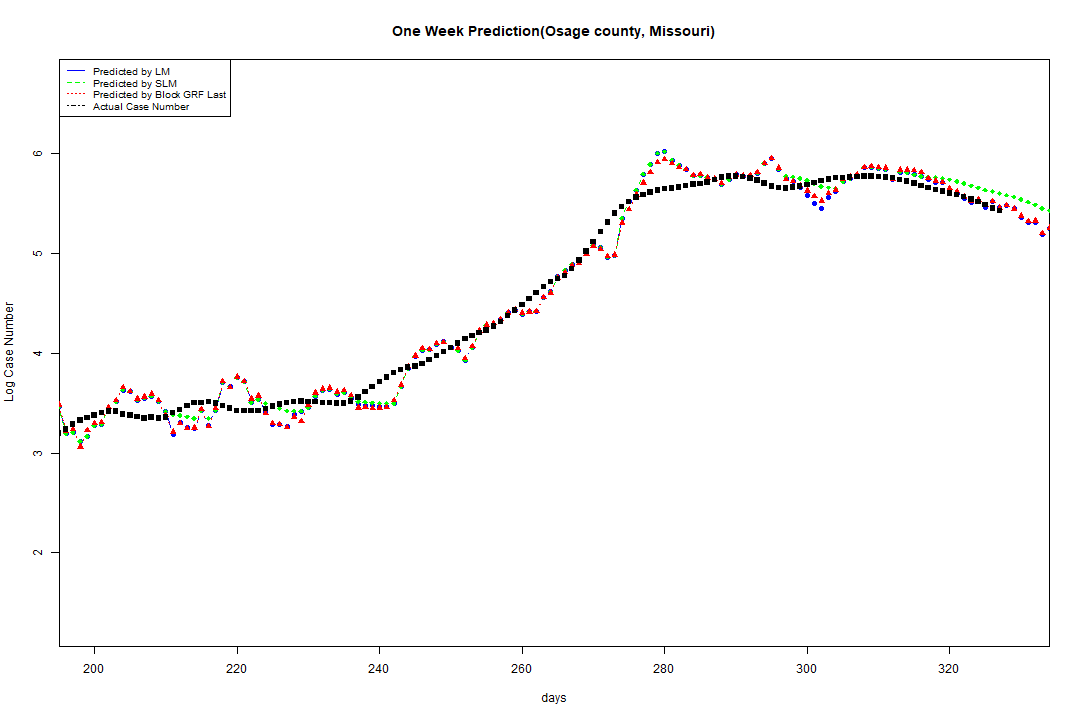 One Week Prediction(Osage county, Missouri)
Predicted by LM
Predicted by SLM
Predicted by Block GRF Last
Actual Case Number
6
5
4
3
2
Log Case Number
200 220 240 260 280 300 320
days